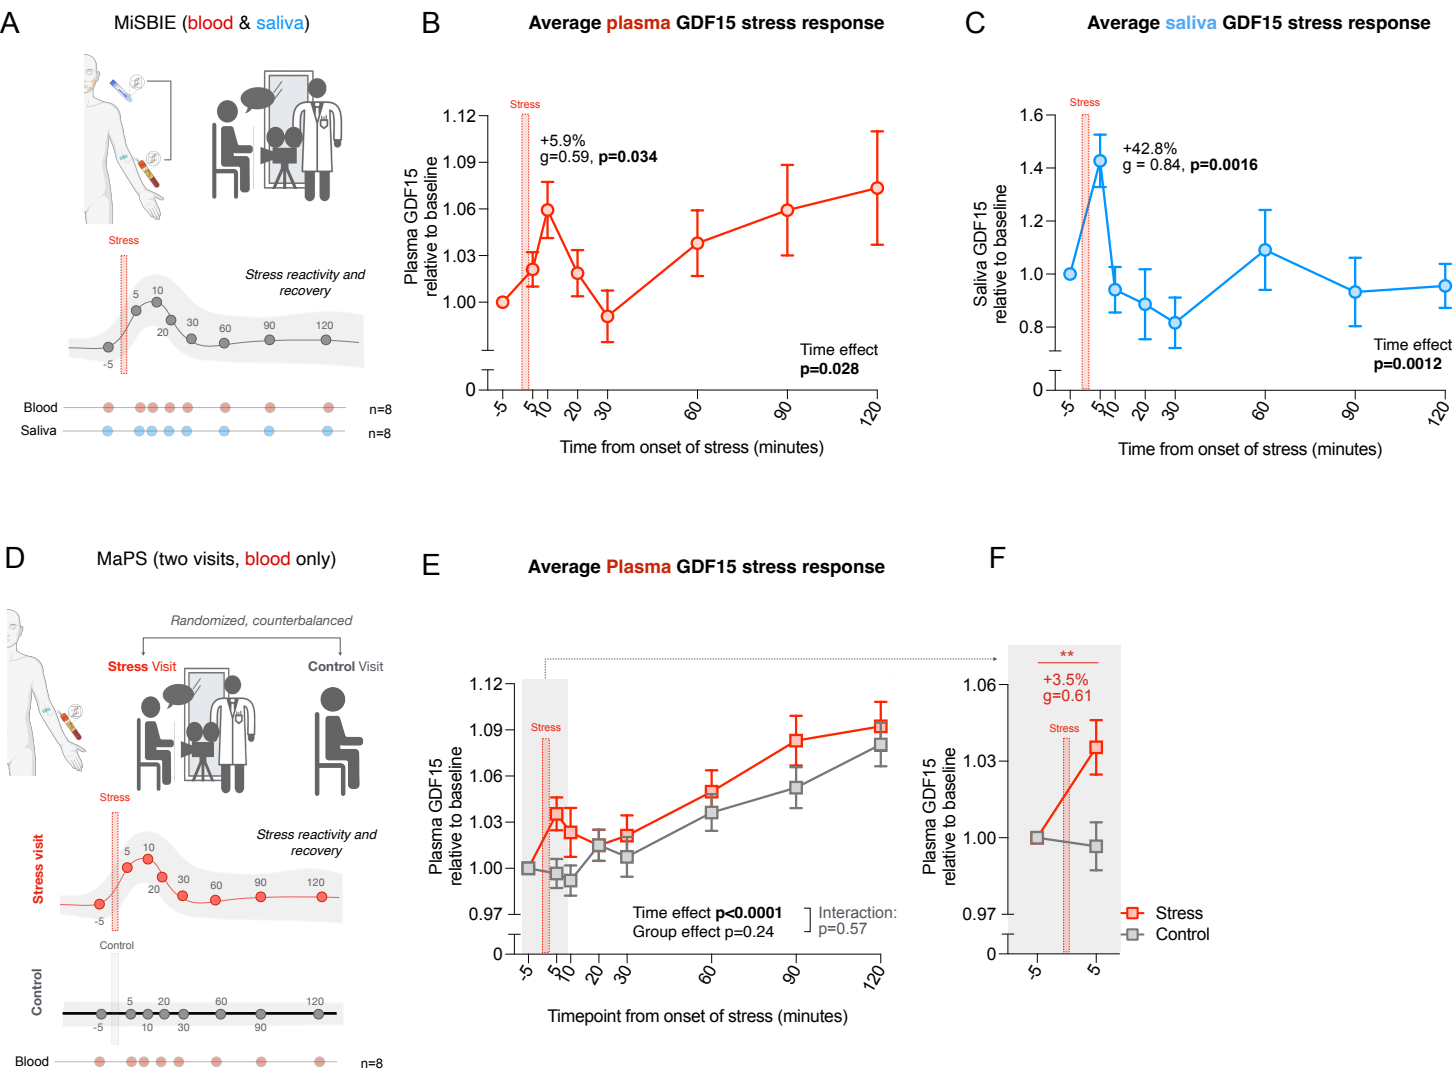 A
MiSBIE (blood & saliva)
Stress
Stress reactivity and
recovery
5
10
20
30
60
90
120
-5
Blood
n=8
Saliva
n=8
B
Average plasma GDF15 stress response
Stress
+5.9%
g=0.59, p=0.034
Plasma GDF15
relative to baseline
1.12
1.09
1.06
1.03
1.00
0
Time effect
p=0.028
-5
5
10
20
30
60
90
120
Time from onset of stress (minutes)
C
Average saliva GDF15 stress response
Stress
+42.8%
g = 0.84, p=0.0016
Saliva GDF15
relative to baseline
1.6
1.4
1.2
1.0
0.8
0
Time effect
p=0.0012
-5
5
10
20
30
60
90
120
Time from onset of stress (minutes)
D
MaPS (two visits, blood only)
Randomized, counterbalanced
Stress Visit
Control Visit
Stress
Stress reactivity and
recovery
Stress visit
5
10
20
30
60
90
120
-5
Control
Control
5
20
60
120
-5
10
30
90
Blood
n=8
E
Average Plasma GDF15 stress response
Stress
Plasma GDF15
relative to baseline
1.12
1.09
1.06
1.03
1.00
0.97
0
Time effect p<0.0001
Group effect p=0.24
Interaction:
p=0.57
-5
5
10
20
30
60
90
120
Timepoint from onset of stress (minutes)
F
**
+3.5%
g=0.61
Stress
Plasma GDF15
relative to baseline
1.06
1.03
1.00
0.97
0
-5
5
Stress
Control